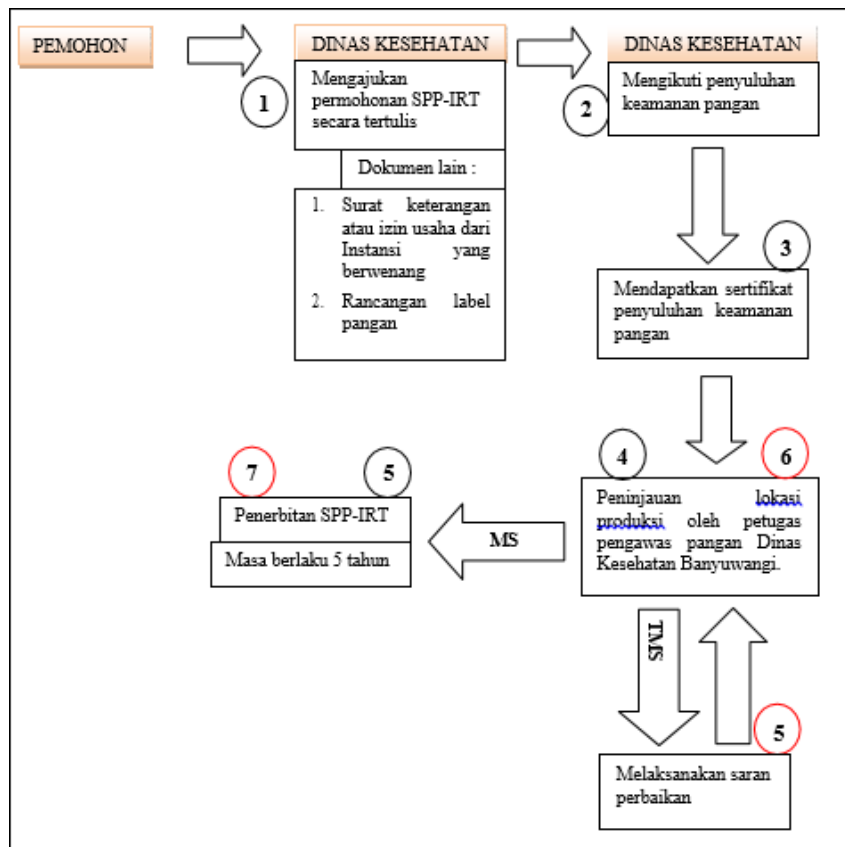 PEMOHON
DINAS KESEHATAN
1
Mengajukan
permohonan SPP-IRT
secara tertulis
Dokumen lain :
1. Surat keterangan
atau izin usaha dari
Instansi yang
berwenang
2. Rancangan label
pangan
DINAS KESEHATAN
2
Mengikuti penyuluhan
keamanan pangan
3
Mendapatkan sertifikat
penyuluhan keamanan
pangan
4
6
Peninjauan lokasi
produksi oleh petugas
pengawas pangan Dinas
Kesehatan Banyuwangi.
MS
7
5
Penerbitan SPP-IRT
Masa berlaku 5 tahun
TMS
5
Melaksanakan saran
perbaikan